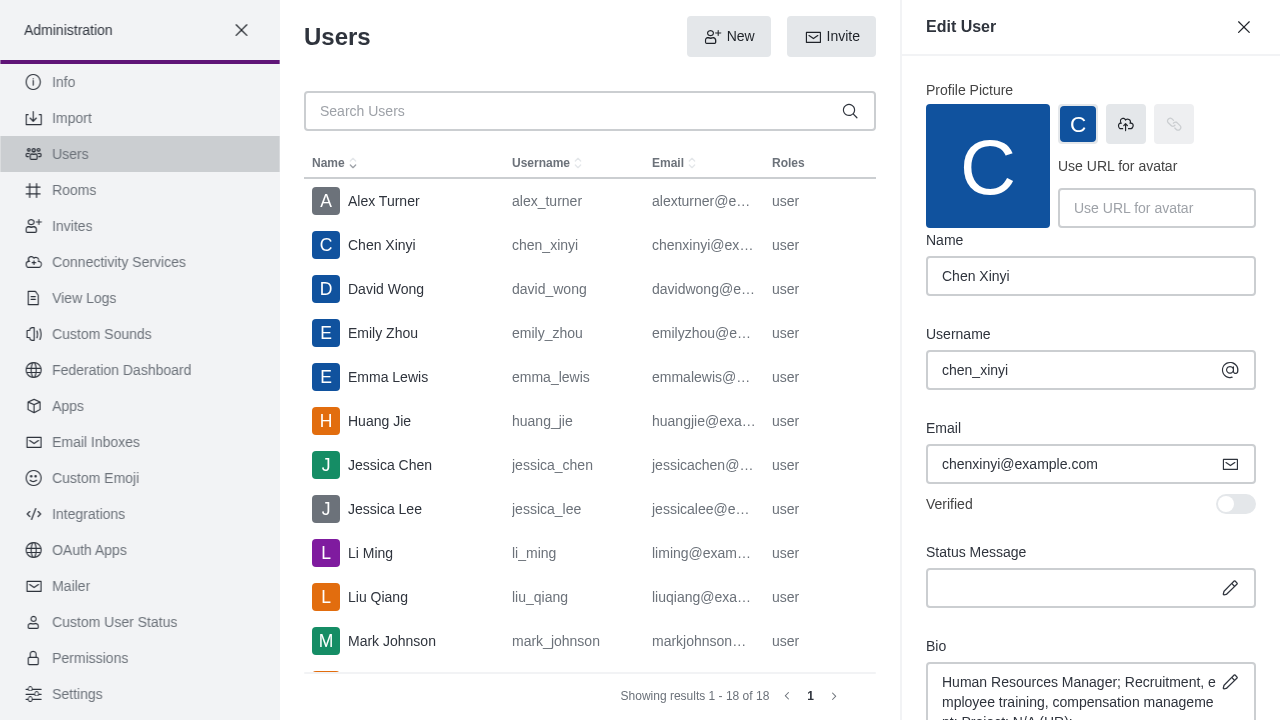 Administration
Info
Import
Users
Rooms
Invites
Connectivity Services
View Logs
Custom Sounds
Federation Dashboard
Apps
Email Inboxes
Custom Emoji
Integrations
OAuth Apps
Mailer
Custom User Status
Permissions
Settings
Users
New
Invite
Search Users
Name Username Email Roles
A Alex Turner alex_turner alexturner@e… user
C Chen Xinyi chen_xinyi chenxinyi@ex… user
D David Wong david_wong davidwong@e… user
E Emily Zhou emily_zhou emilyzhou@e… user
E Emma Lewis emma_lewis emmalewis@… user
H Huang Jie huang_jie huangjie@exa… user
J Jessica Chen jessica_chen jessicachen@… user
J Jessica Lee jessica_lee jessicalee@e… user
L Li Ming li_ming liming@exam… user
L Liu Qiang liu_qiang liuqiang@exa… user
M Mark Johnson mark_johnson markjohnson… user
Showing results 1 - 18 of 18 1
Edit User
Profile Picture
C
C
Use URL for avatar
Use URL for avatar
Name
Chen Xinyi
Username
chen_xinyi
Email
chenxinyi@example.com
Verified
Status Message
Bio
Human Resources Manager; Recruitment, e
mployee training, compensation manageme
nt; Project: N/A (HR);